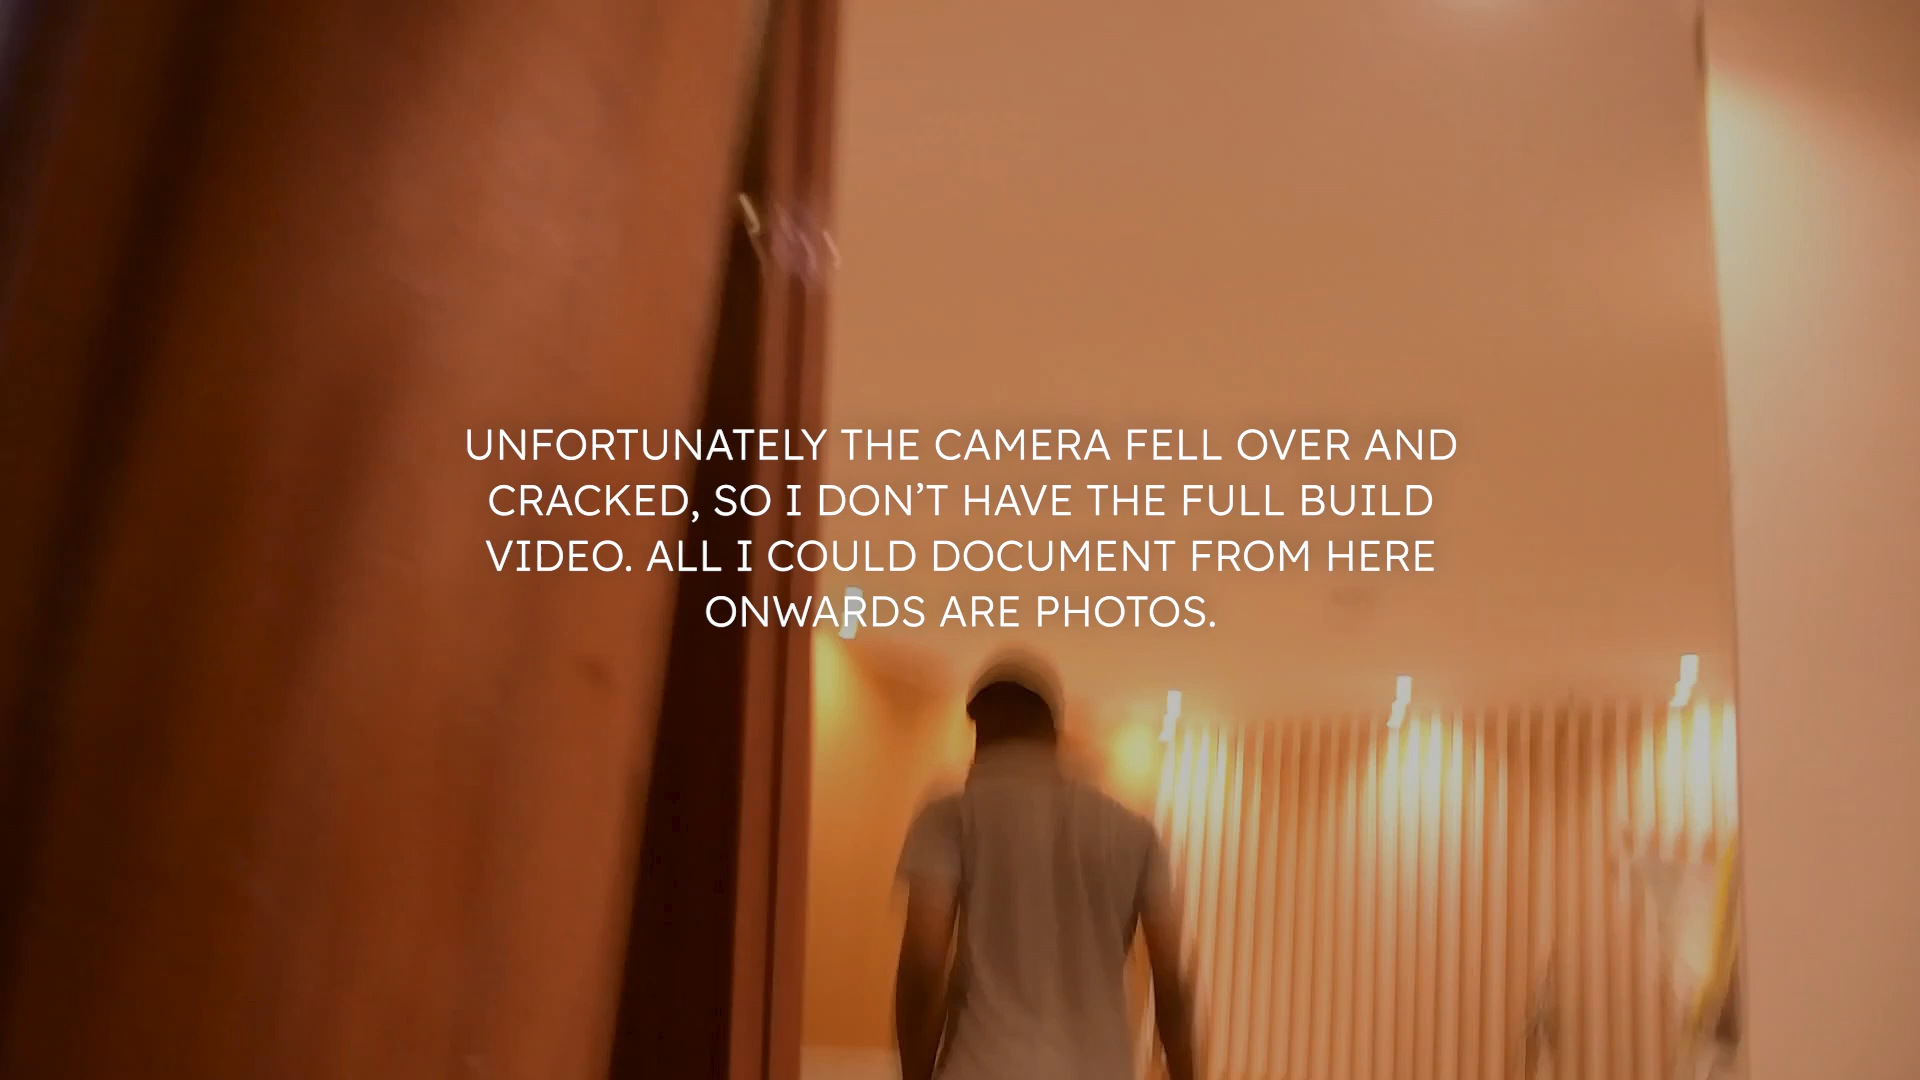 UNFORTUNATELY THE CAMERA FELL OVER AND
CRACKED, SO I DON’T HAVE THE FULL BUILD
VIDEO. ALL I COULD DOCUMENT FROM HERE
ONWARDS ARE PHOTOS.